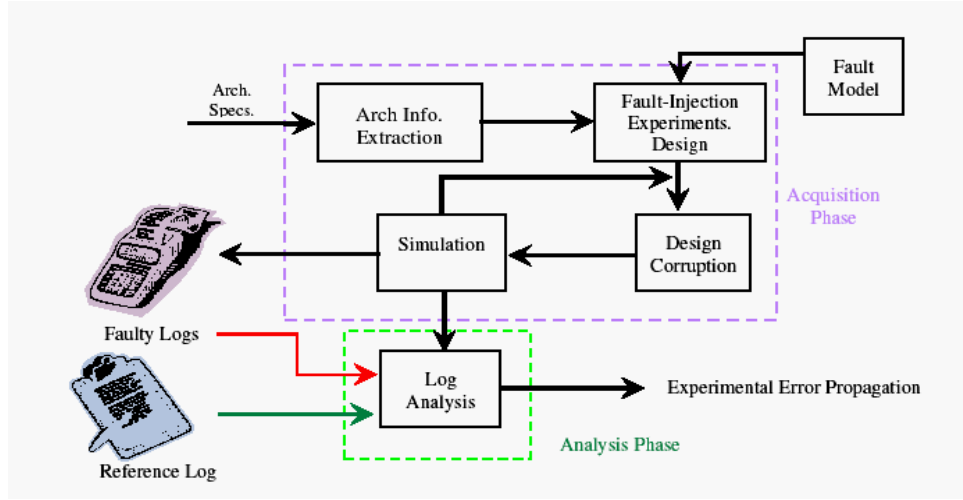 Arch.
Specs.
Arch Info.
Extraction
Fault-Injection
Experiments.
Design
Fault
Model
Acquisition
Phase
Simulation
Design
Corruption
Faulty Logs
Log
Analysis
Experimental Error Propagation
Analysis Phase
Reference Log